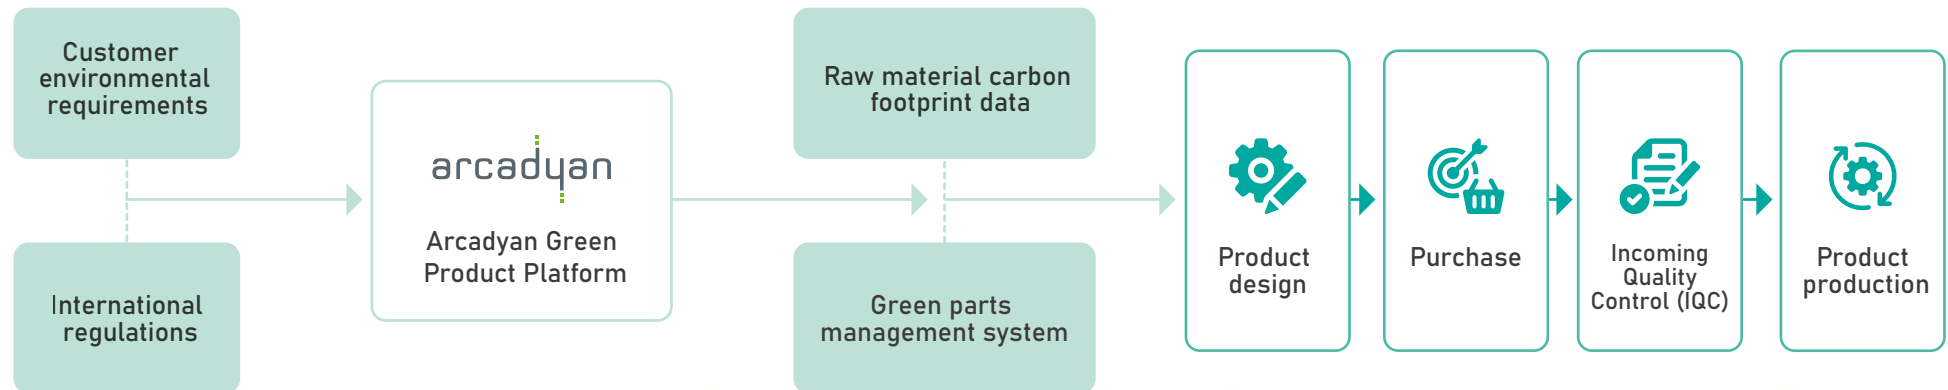 Customer
environmental
requirements
International
regulations
arcadyan
Arcadyan Green
Product Platform
Raw material carbon
footprint data
Green parts
management system
Product
design
Purchase
Incoming
Quality
Control (IQC)
Product
production